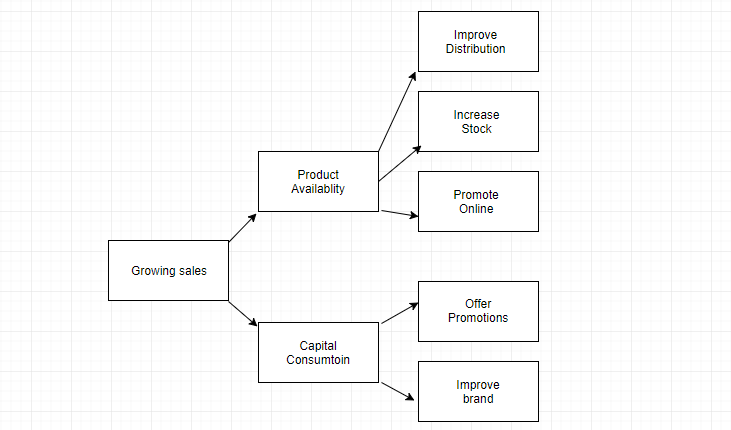 Improve
Distribution
Increase
Stock
Product
Availablity
Promote
Online
Growing sales
Offer
Promotions
Capital
Consumtoin
Improve
brand